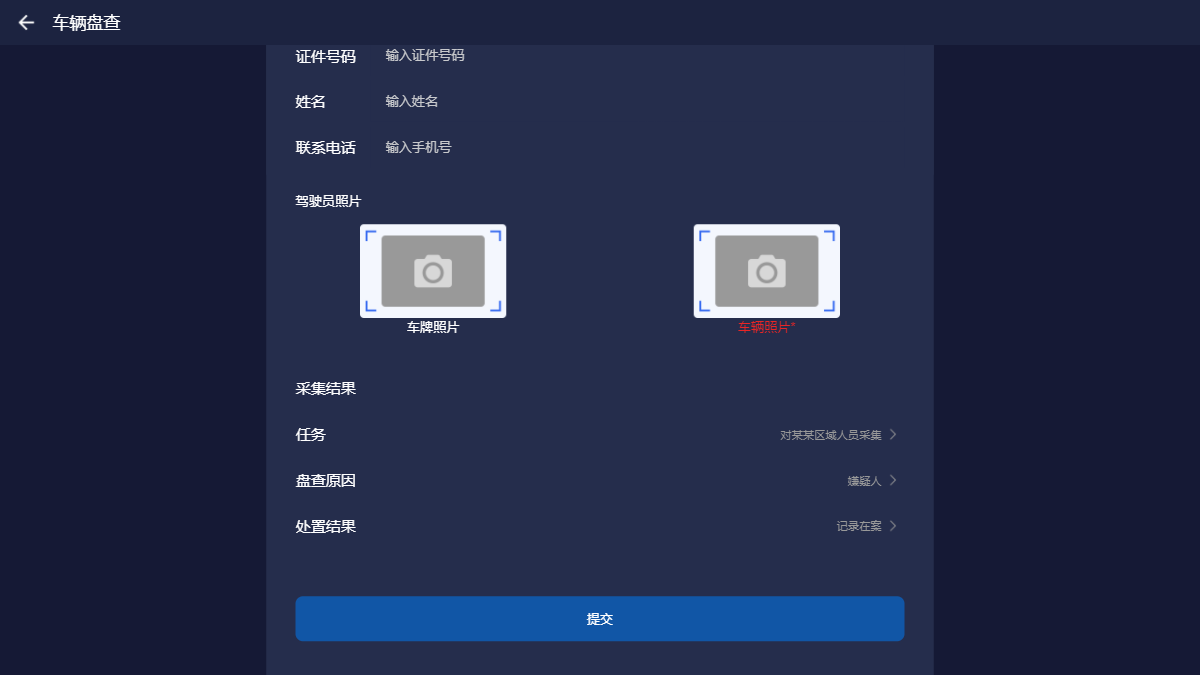 车辆盘查
证件号码 输入证件号码
姓名 输入姓名
联系电话 输入手机号
驾驶员照片
车牌照片 车辆照片*
采集结果
任务 对某某区域人员采集
盘查原因 嫌疑人
处置结果 记录在案
提交